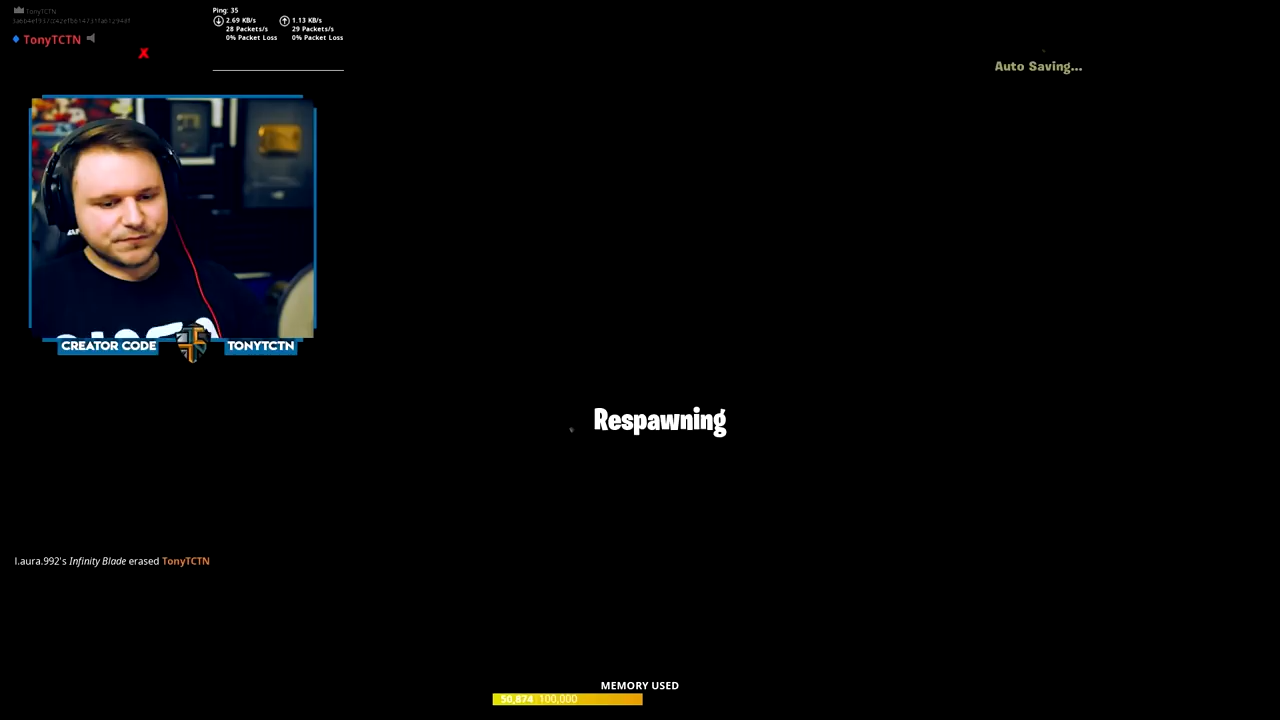 TonyTCTN
TonyTCTN
X
Ping: 35
2.69 KB/s
28 Packets/s
0% Packet Loss
1.13 KB/s
29 Packets/s
0% Packet Loss
Auto Saving...
CREATOR CODE
TONYTCTN
Respawning
l.aura.992's Infinity Blade erased TonyTCTN
MEMORY USED
50,874 100,000